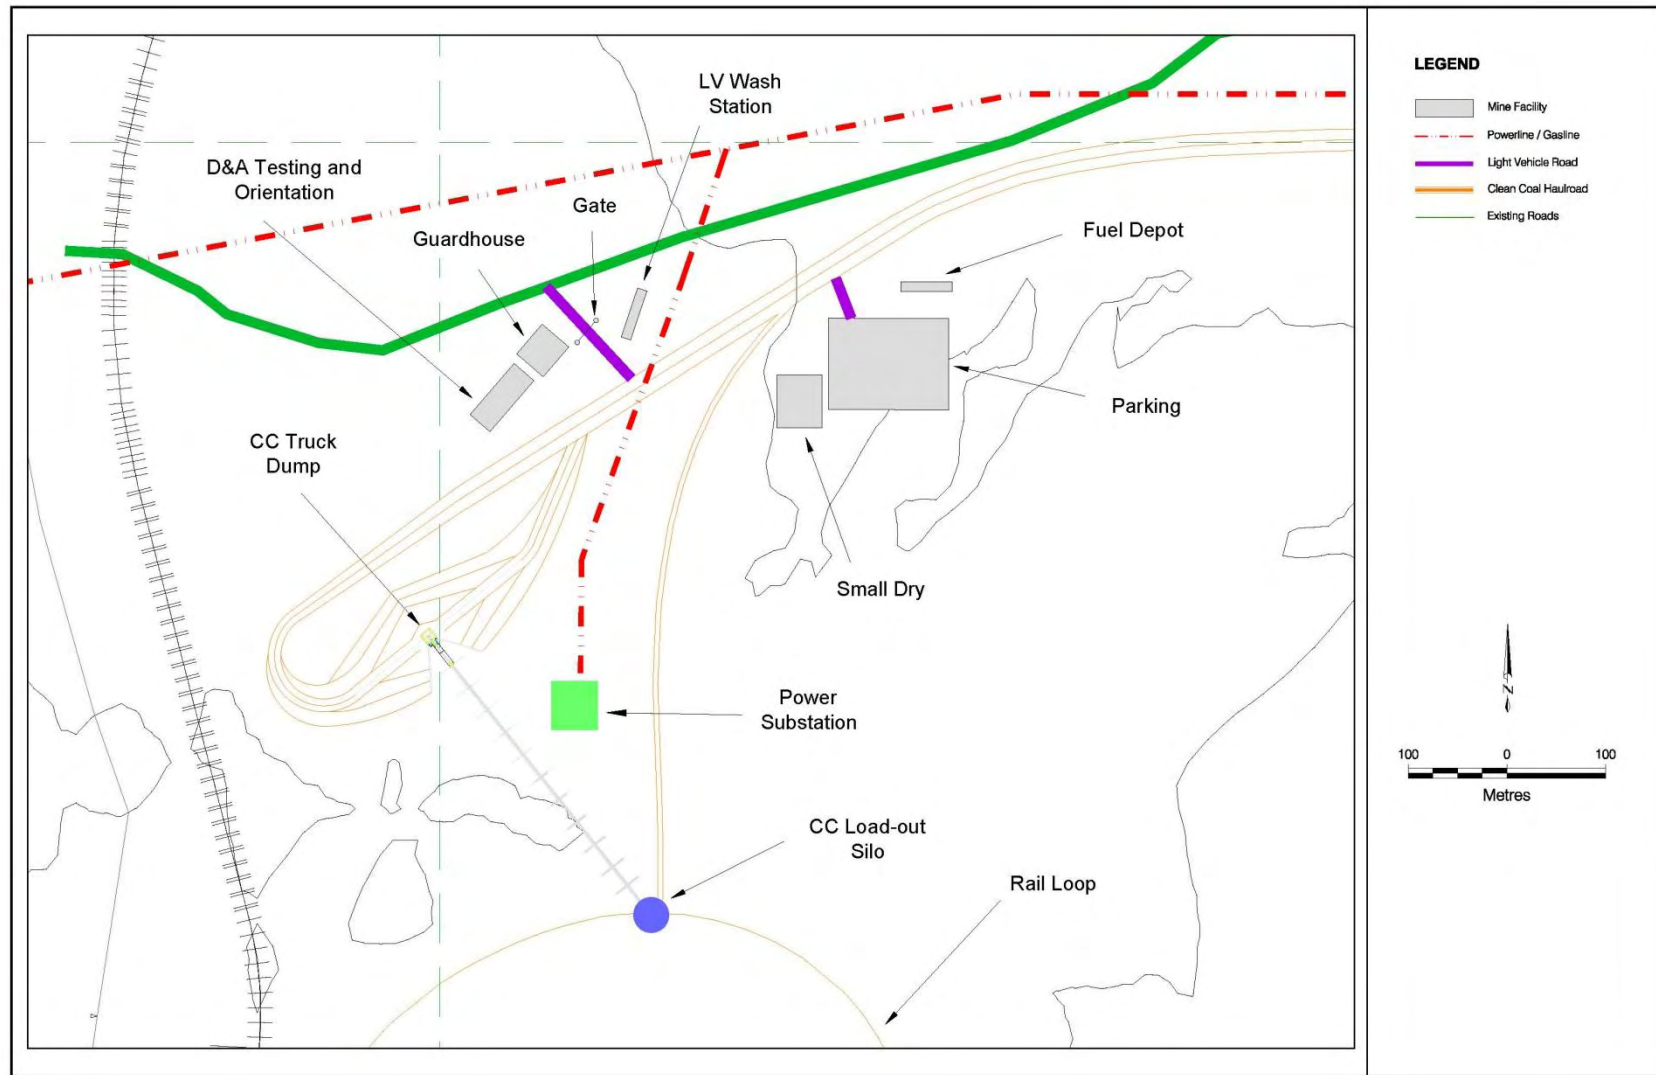 LV Wash
Station
D&A Testing and
Orientation
Gate
Guardhouse
Fuel Depot
Parking
CC Truck
Dump
Small Dry
Power
Substation
CC Load-out
Silo
Rail Loop
LEGEND
Mine Facility
Powerline / Gasline
Light Vehicle Road
Clean Coal Haulroad
Existing Roads
N
100 0 100
Metres